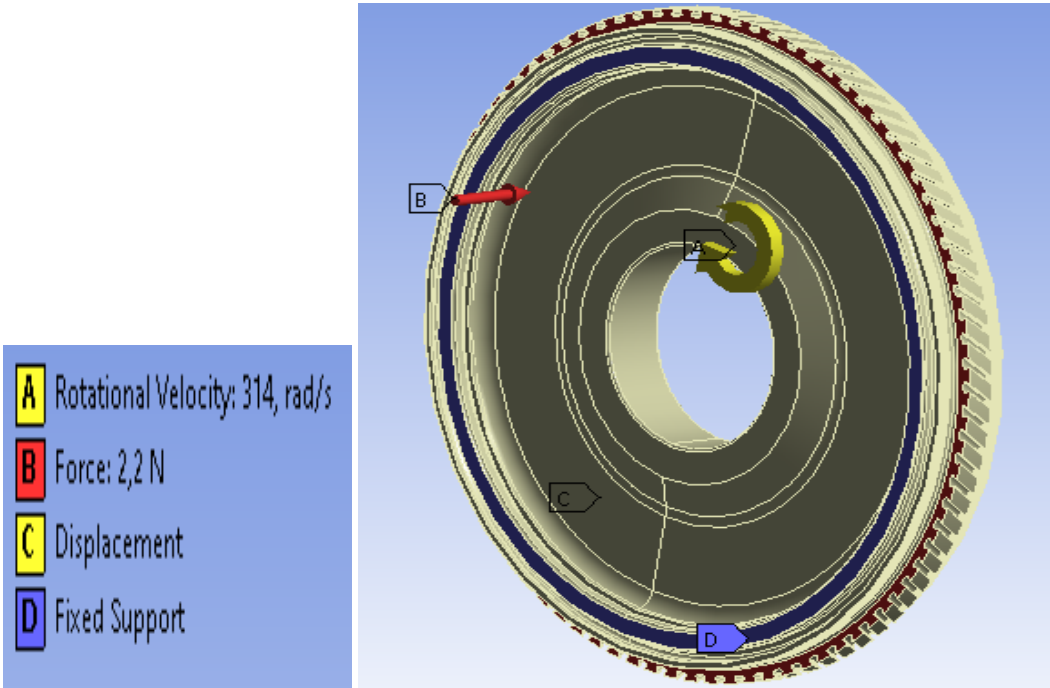 A Rotational Velocity: 314, rad/s
B Force: 2,2 N
C Displacement
D Fixed Support
B
A
C
D